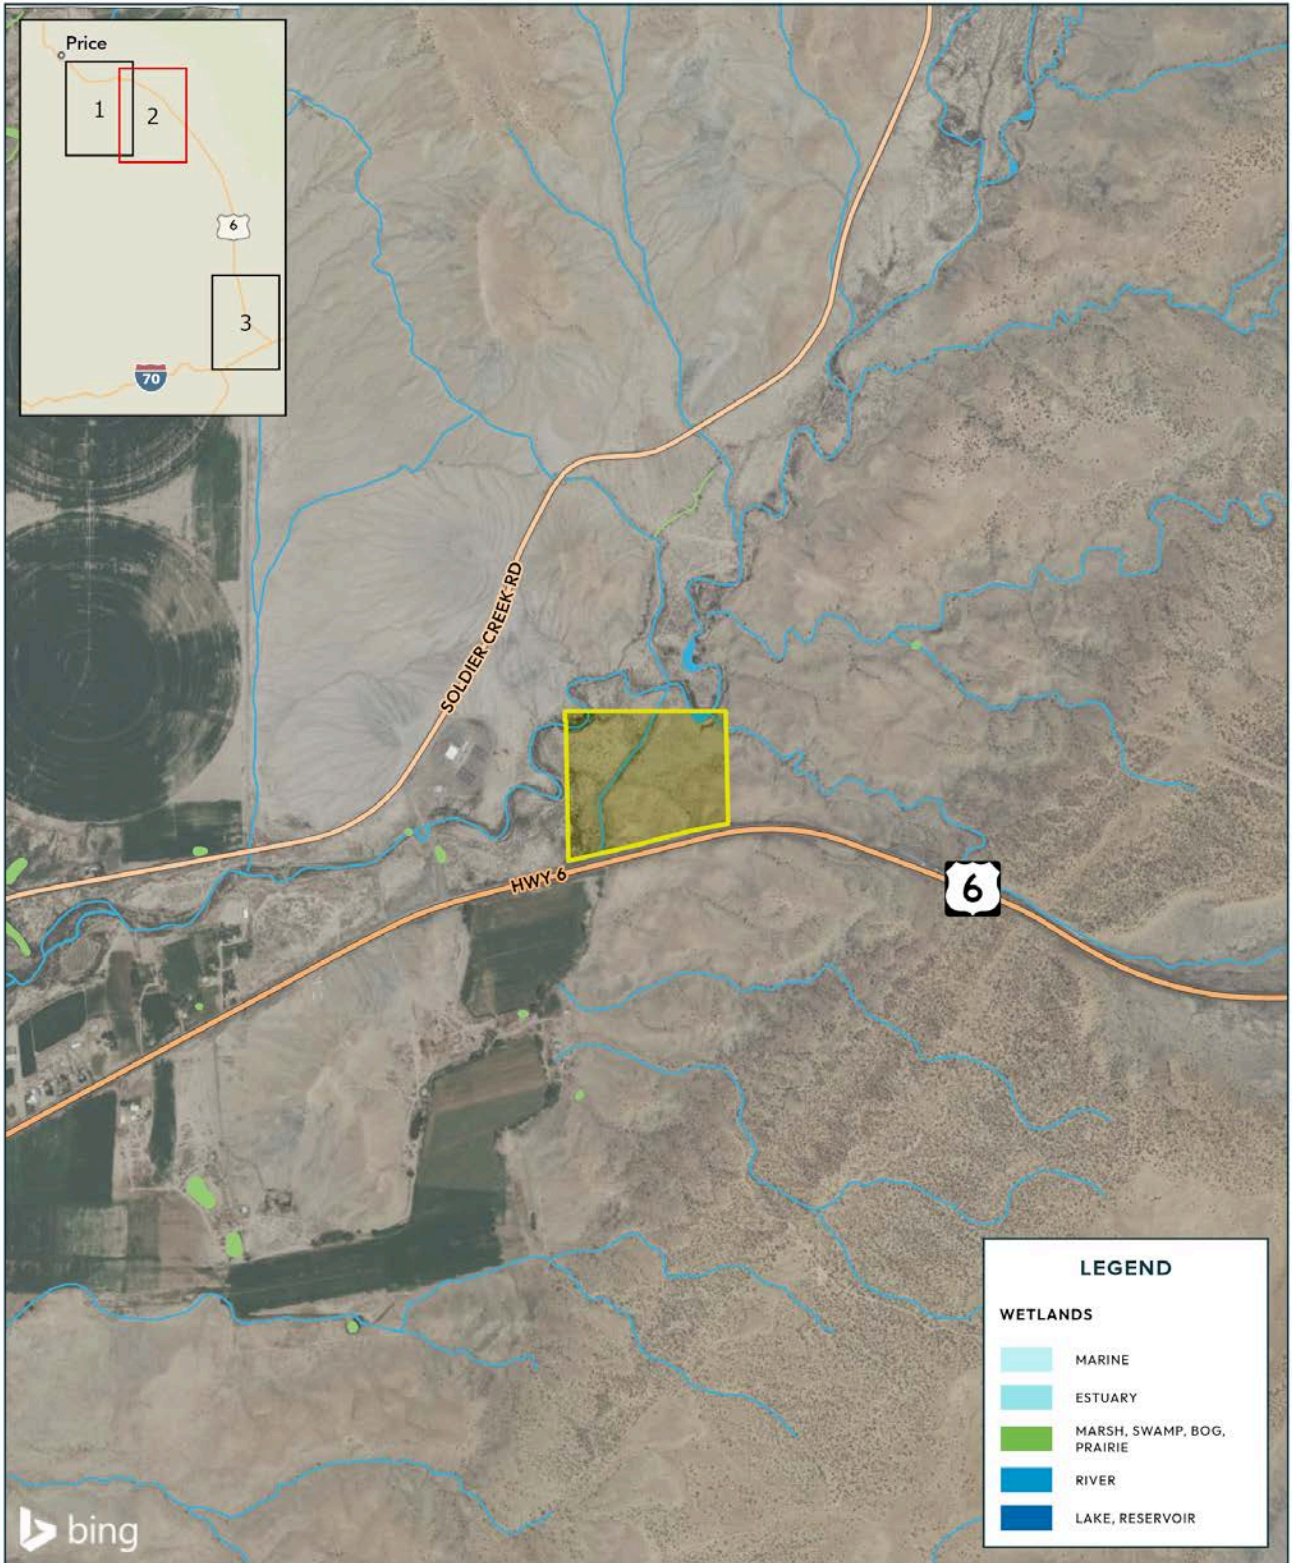 Price
1
2
6
3
70
SOLDIER CREEK RD
HWY 6
6
LEGEND
WETLANDS
MARINE
ESTUARY
MARSH, SWAMP, BOG,
PRAIRIE
RIVER
LAKE, RESERVOIR
bing